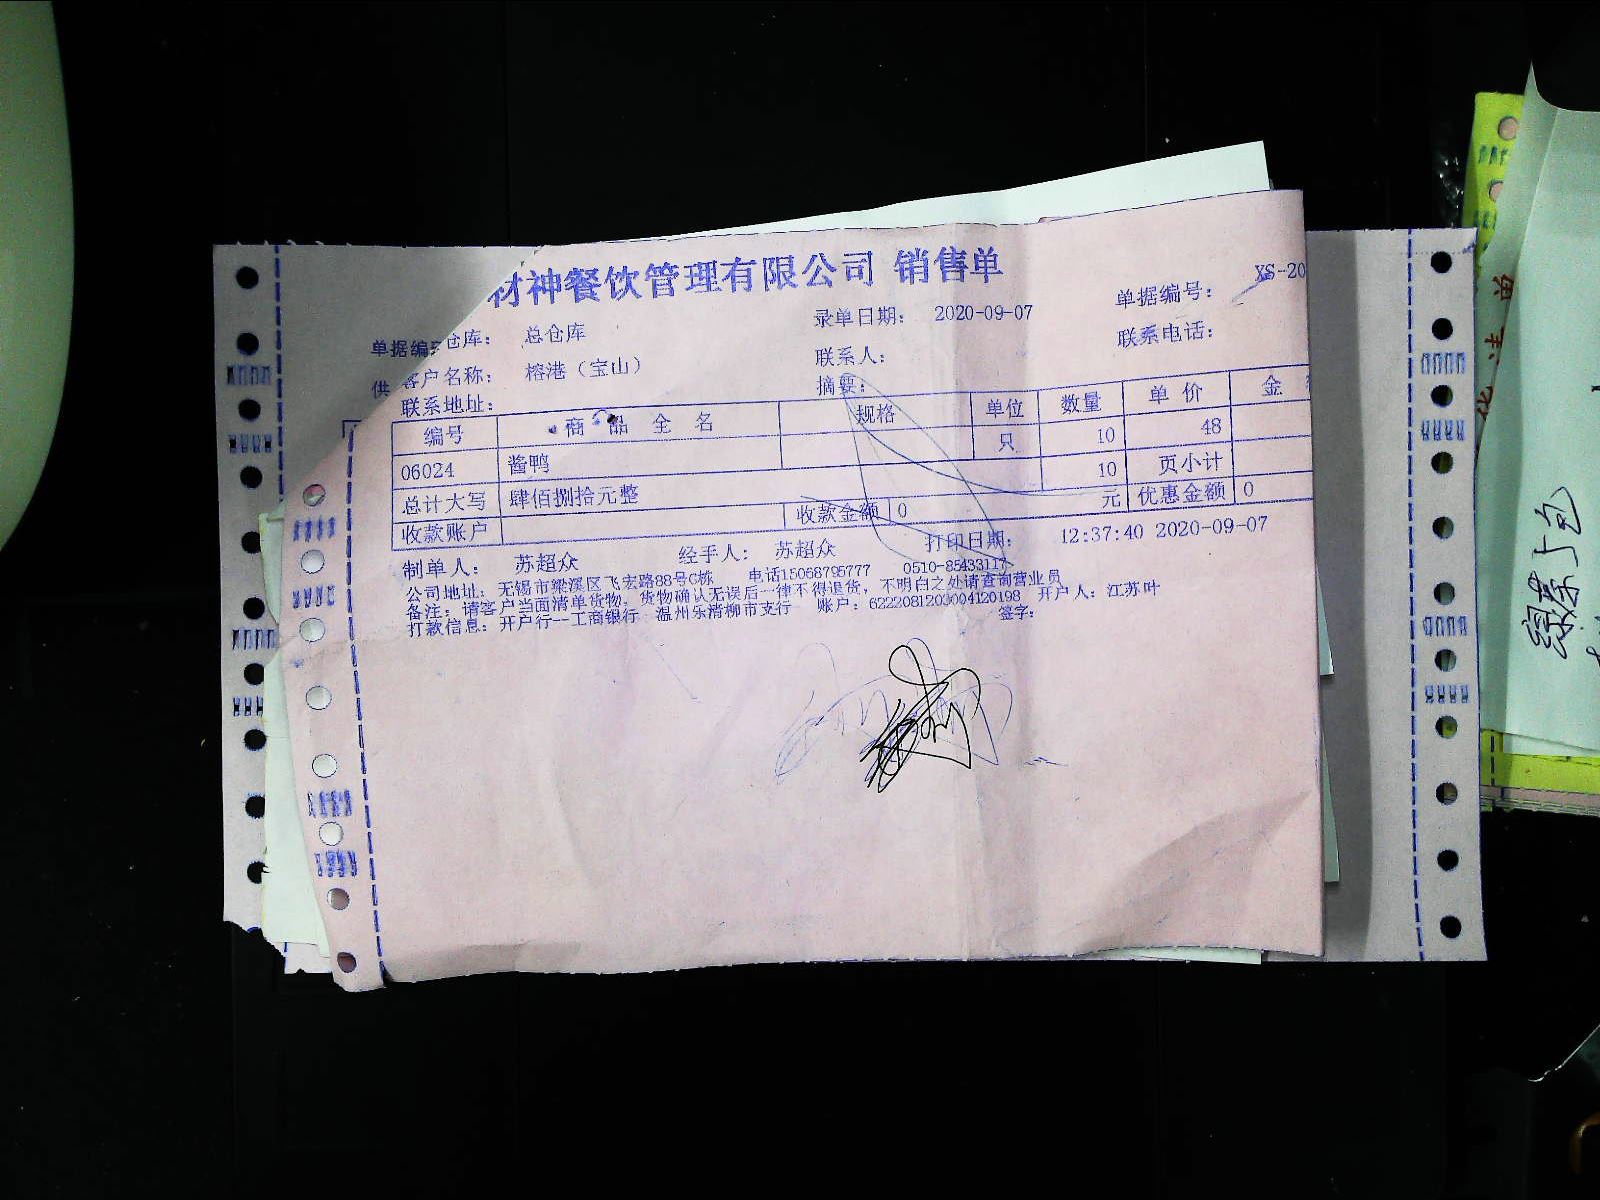 材神餐饮管理有限公司 销售单
仓库： 总仓库 录单日期： 2020-09-07 单据编号： XS-20
单据编
客户名称： 榕港（宝山） 联系人： 联系电话：
供
联系地址： 摘要：
编号 商 品 全 名 规格 单位 数量 单 价 金
06024 酱鸭 只 10 48
10 页小计
总计大写 肆佰捌拾元整 元 优惠金额 0
收款账户 收款金额 0
制单人： 苏超众 经手人： 苏超众 打印日期： 12:37:40 2020-09-07
公司地址：无锡市梁溪区飞宏路88号C栋 电话15068795777 0510-85433117
备注：请客户当面清单货物，货物确认无误后一律不得退货，不明白之处请查询营业员
打款信息：开户行--工商银行 温州乐清柳市支行 账户：6222081203004120198 开户人：江苏叶
签字：